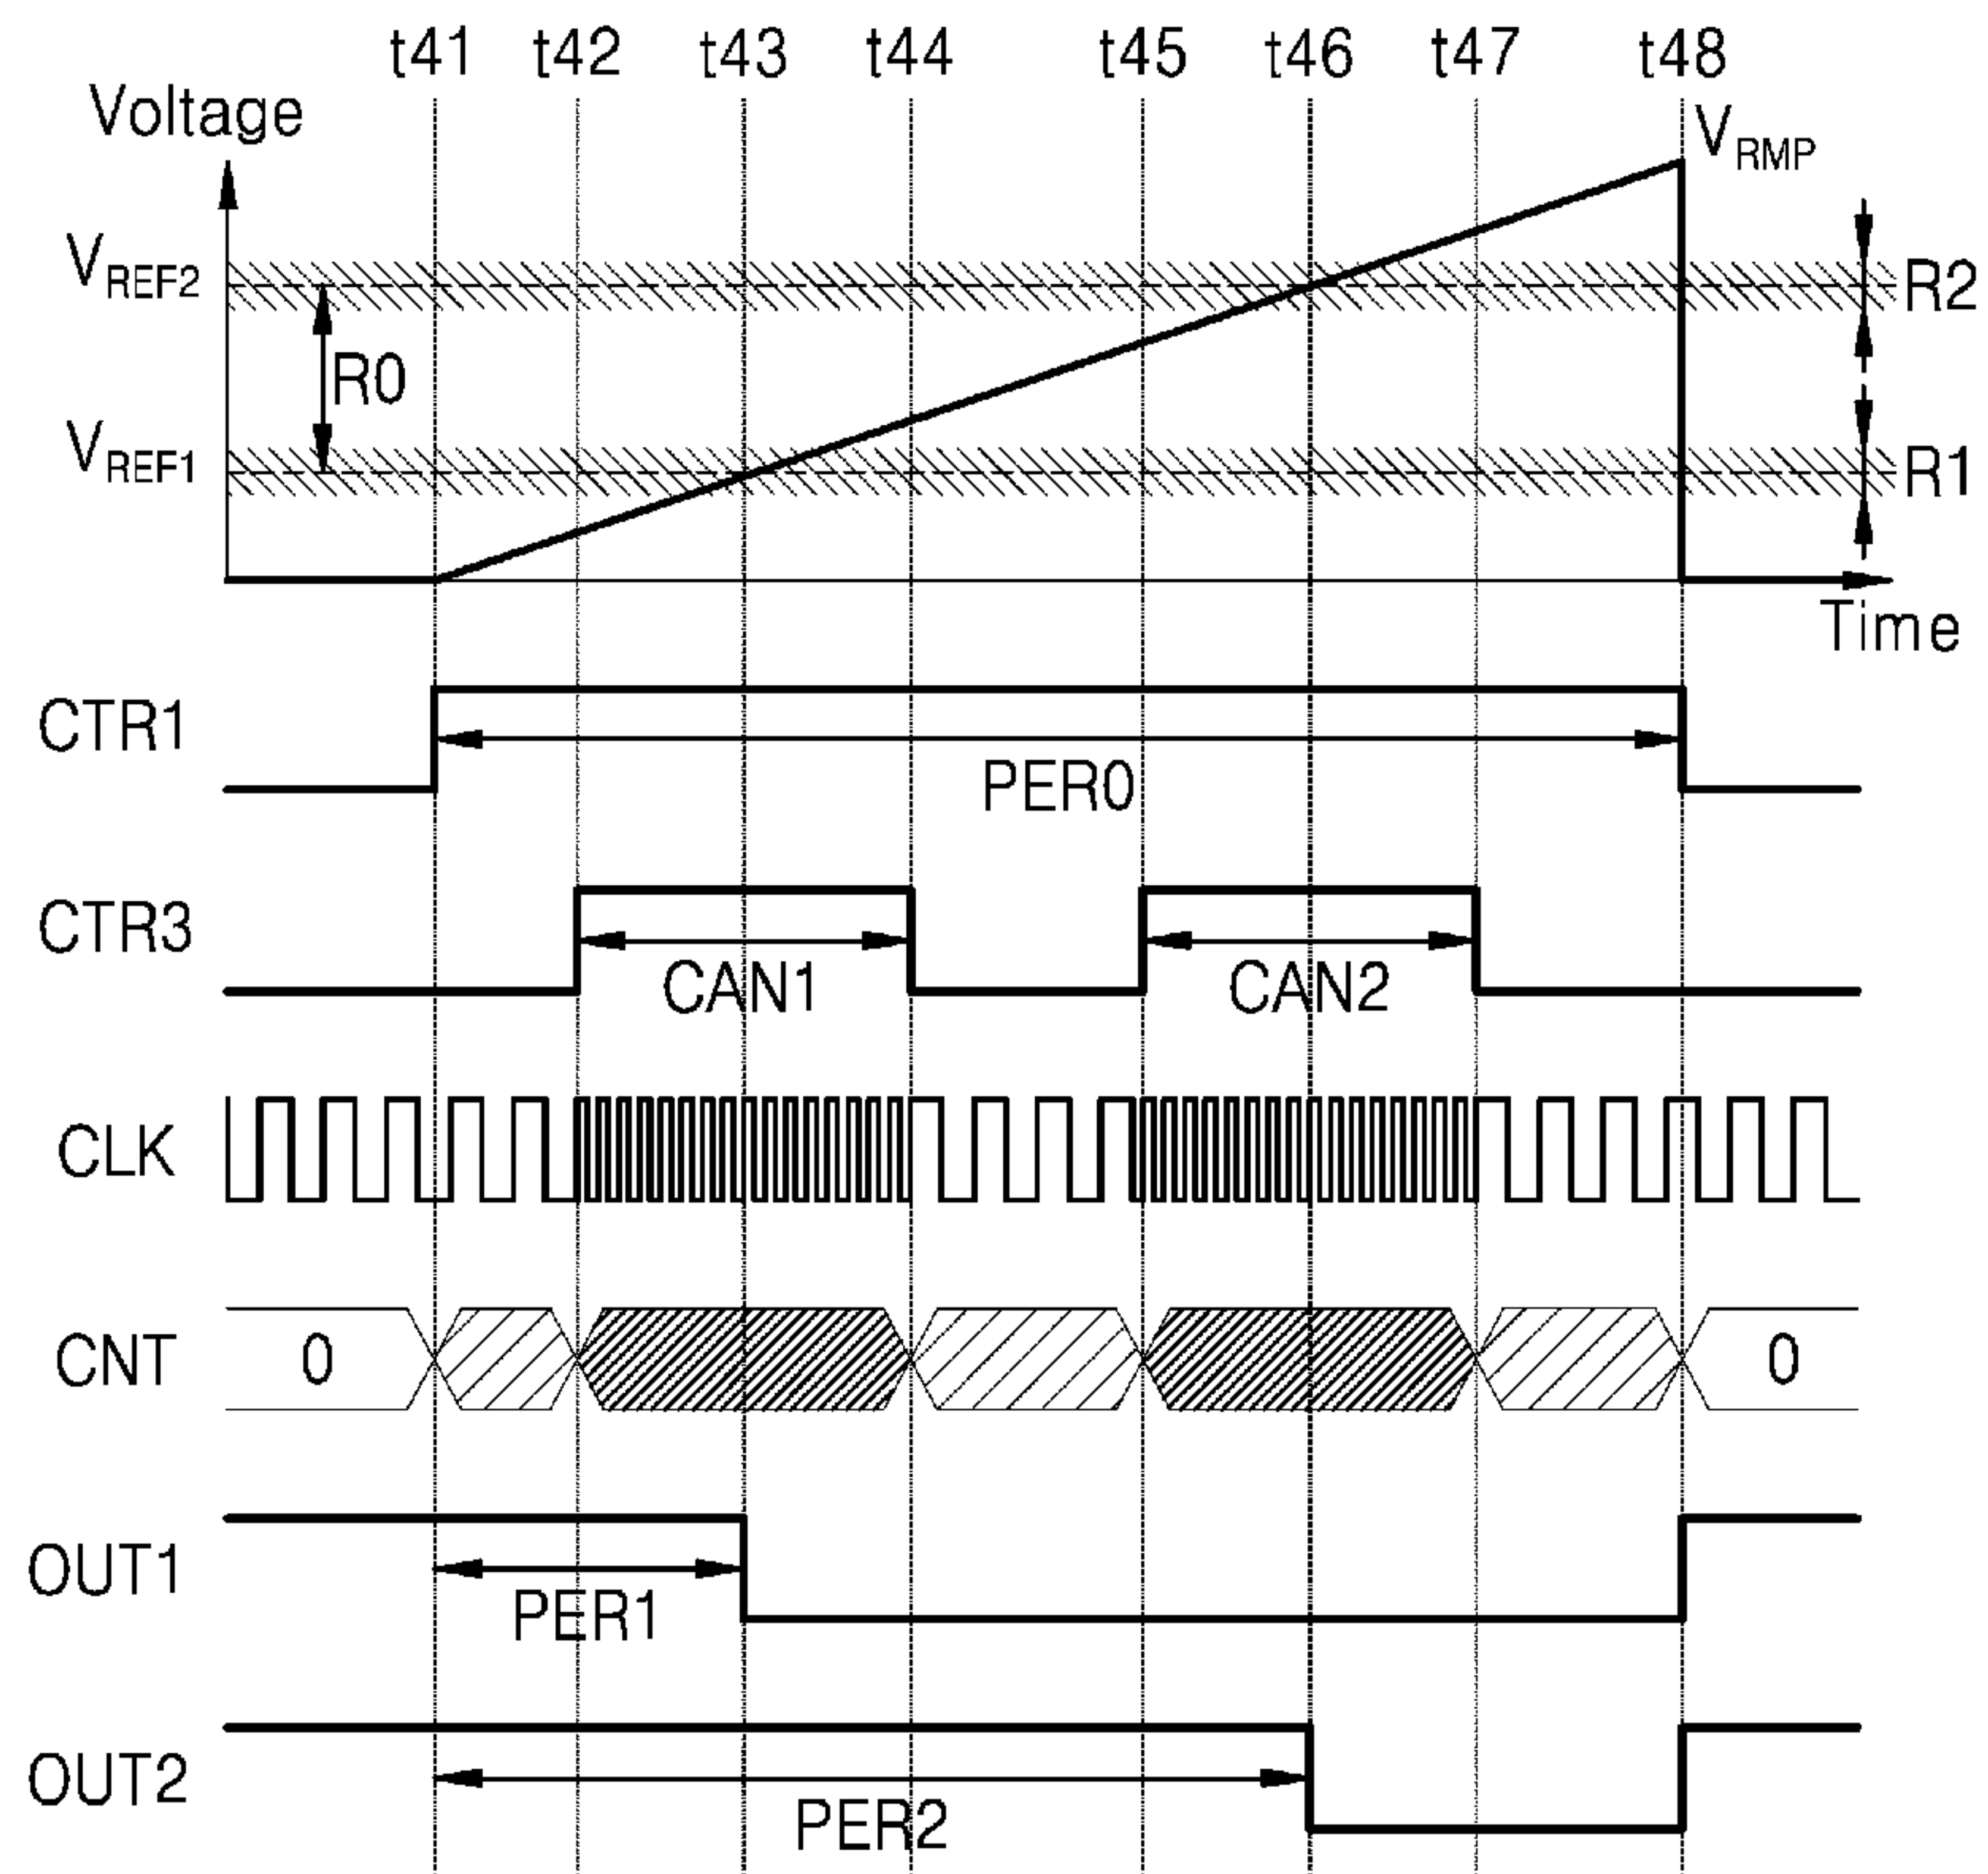 t41 t42 t43 t44 t45 t46 t47 t48
Voltage
VRMP
VREF2
R2
R0
VREF1
R1
Time
CTR1
PER0
CTR3
CAN1 CAN2
CLK
CNT 0 0
OUT1
PER1
OUT2
PER2